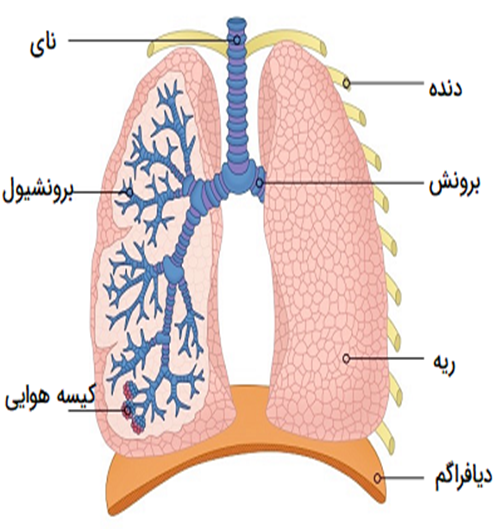 نای
دنده
برونش
برونشیول
ریه
کیسه هوایی
دیافراگم